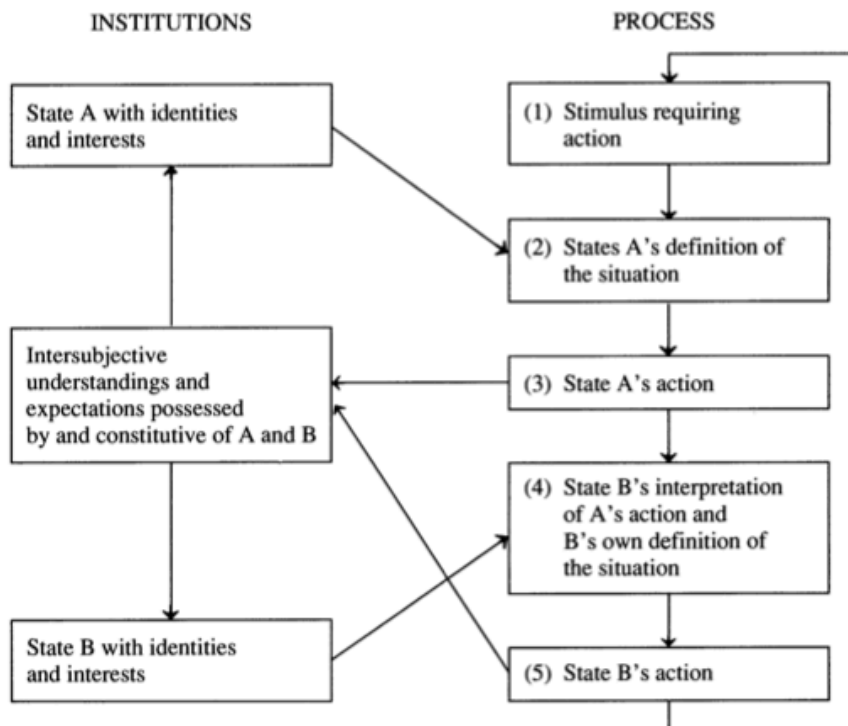 INSTITUTIONS
PROCESS
State A with identities
and interests
(1) Stimulus requiring
action
(2) States A's definition of
the situation
Intersubjective
understandings and
expectations possessed
by and constitutive of A and B
(3) State A's action
(4) State B's interpretation
of A's action and
B's own definition of
the situation
State B with identities
and interests
(5) State B's action